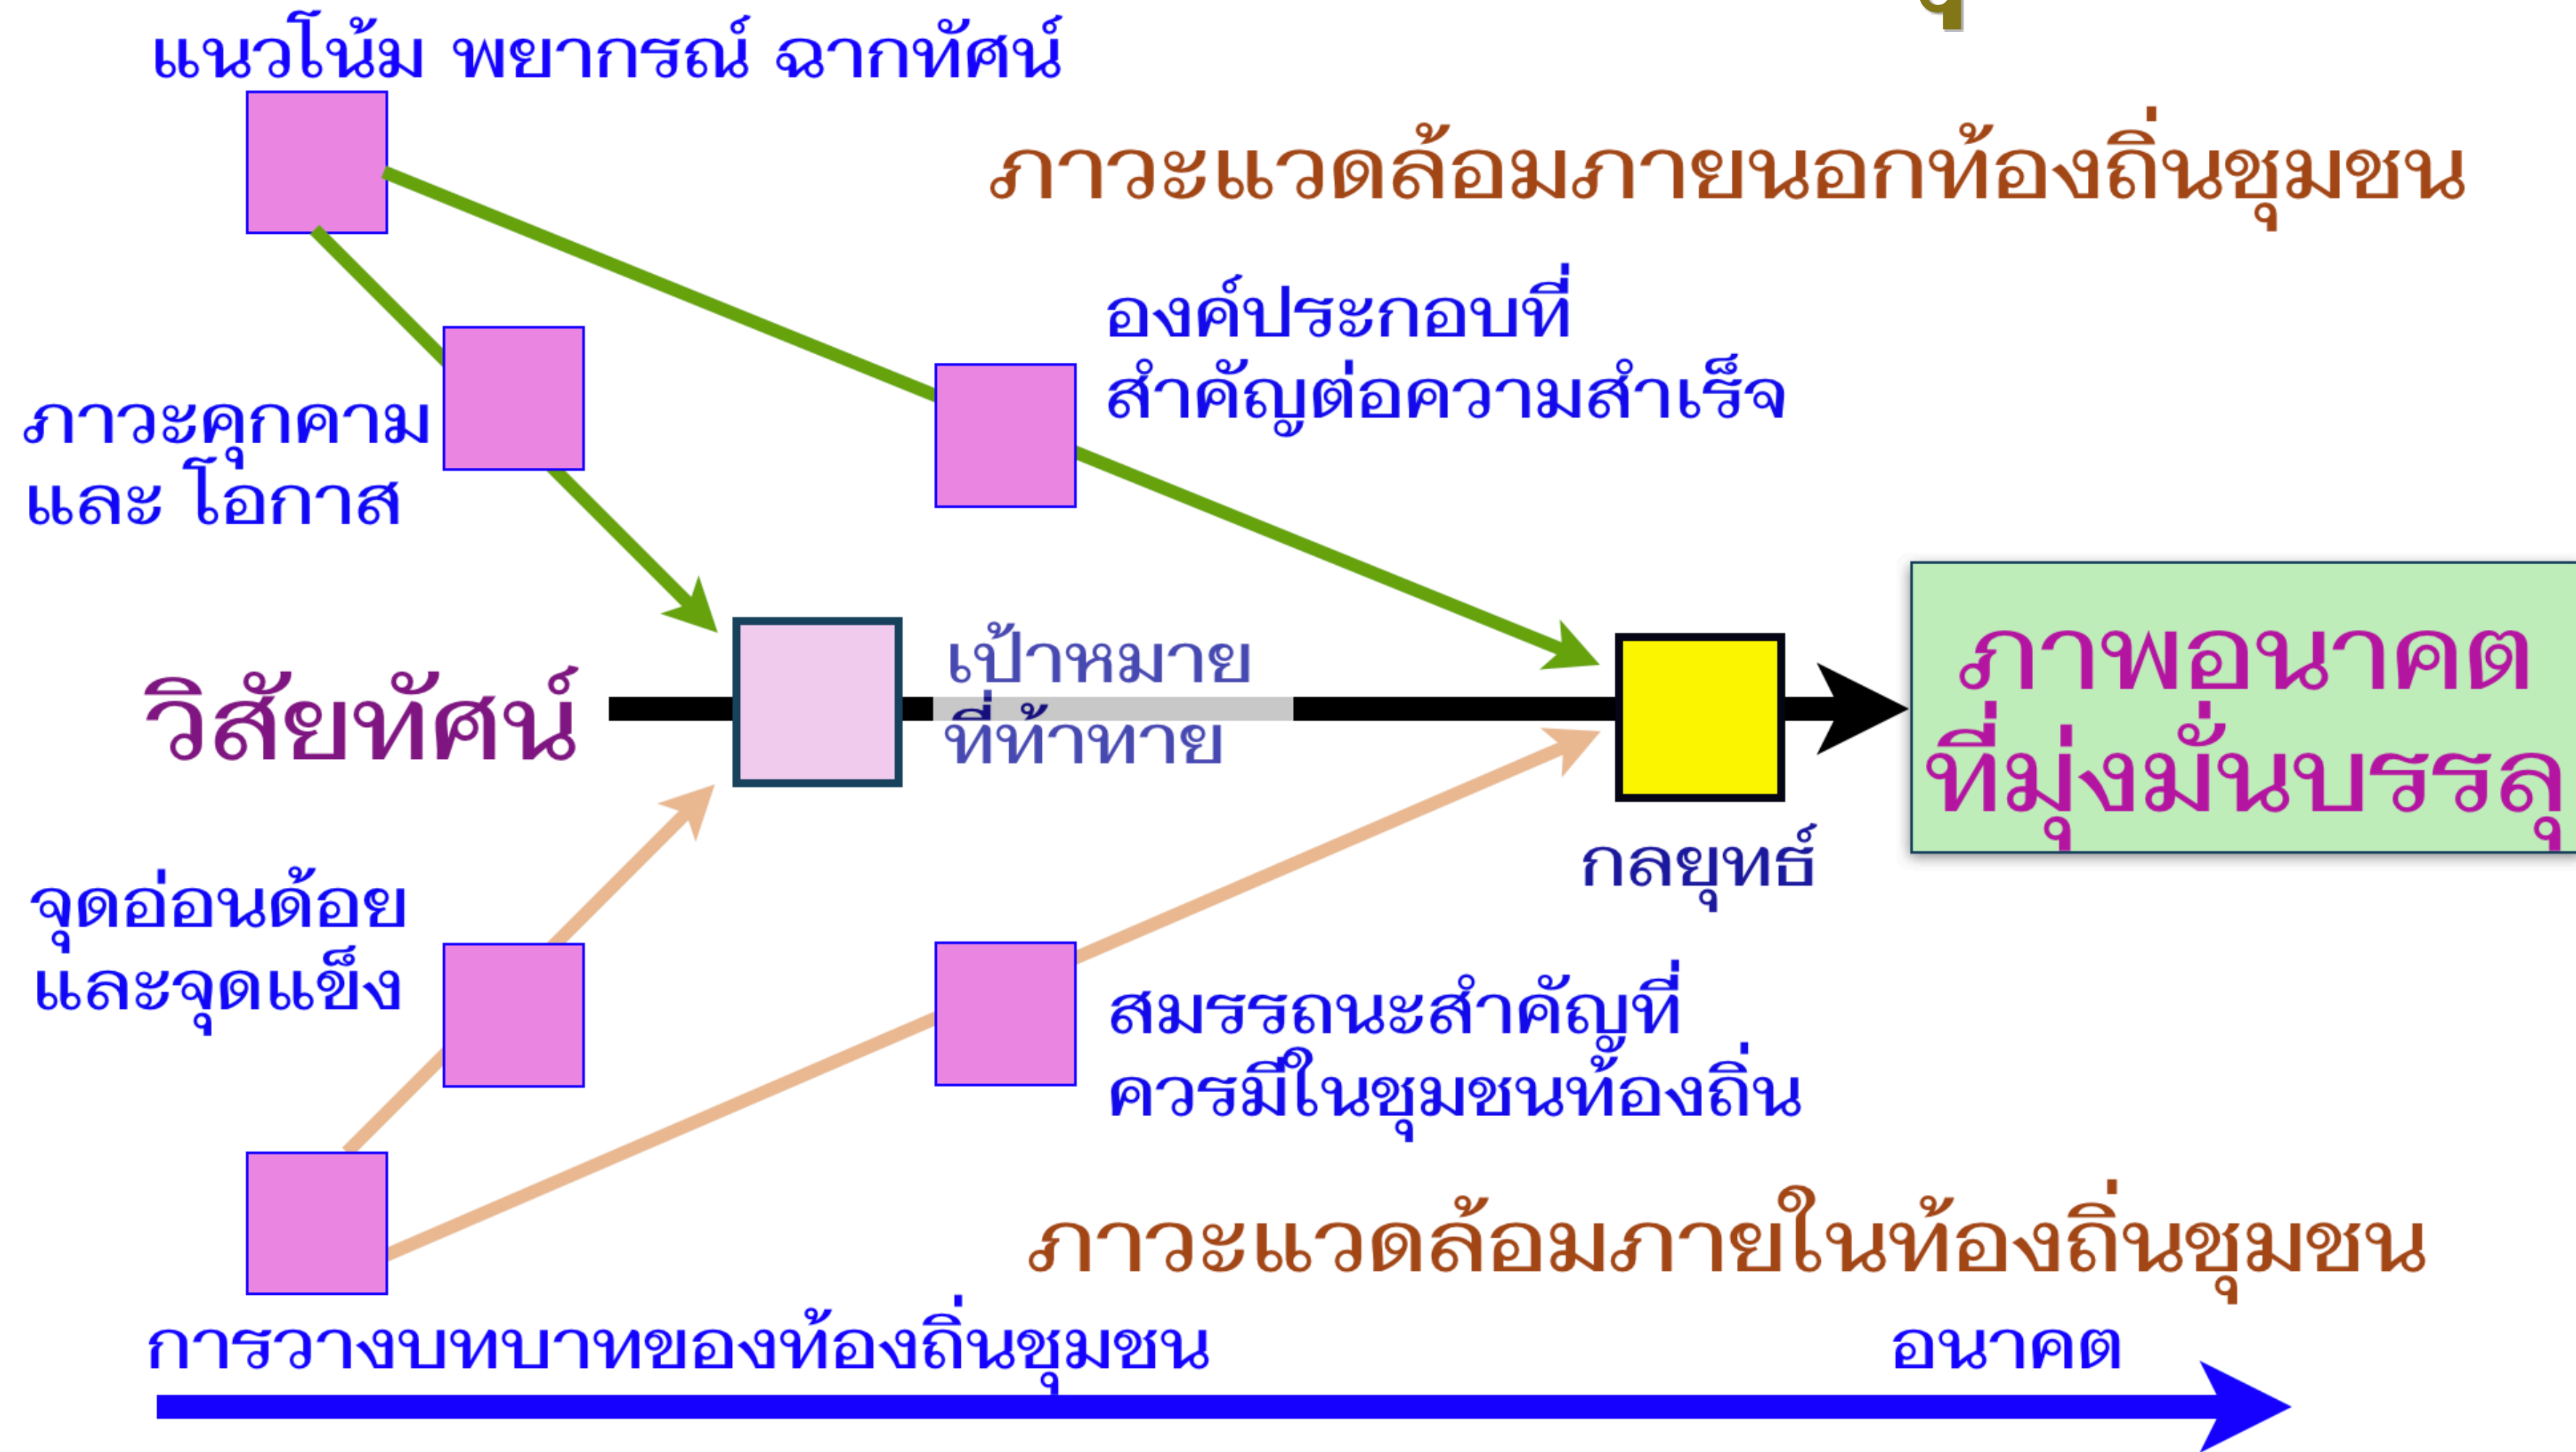 แนวโน้ม พยากรณ์ ฉากทัศน์
ภาวะแวดล้อมภายนอกท้องถิ่นชุมชน
องค์ประกอบที่
สำคัญต่อความสำเร็จ
ภาวะคุกคาม
และ โอกาส
วิสัยทัศน์
เป้าหมาย
ที่ท้าทาย
ภาพอนาคต
ที่มุ่งมั่นบรรลุ
กลยุทธ์
จุดอ่อนด้อย
และจุดแข็ง
สมรรถนะสำคัญที่
ควรมีในชุมชนท้องถิ่น
ภาวะแวดล้อมภายในท้องถิ่นชุมชน
การวางบทบาทของท้องถิ่นชุมชน
อนาคต